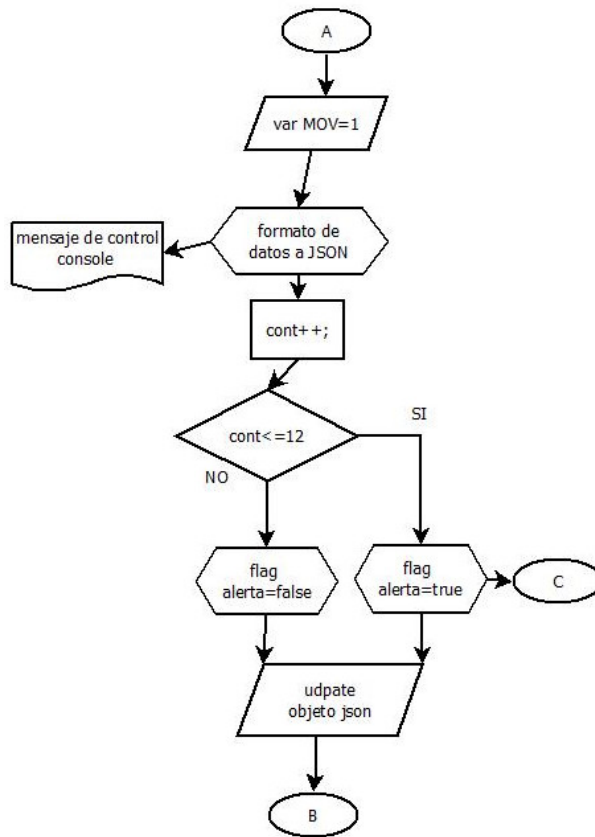 A
var MOV=1
formato de
datos a JSON
mensaje de control
console
cont++;
cont<=12
SI
NO
flag
alerta=false
flag
alerta=true
C
udpate
objeto json
B